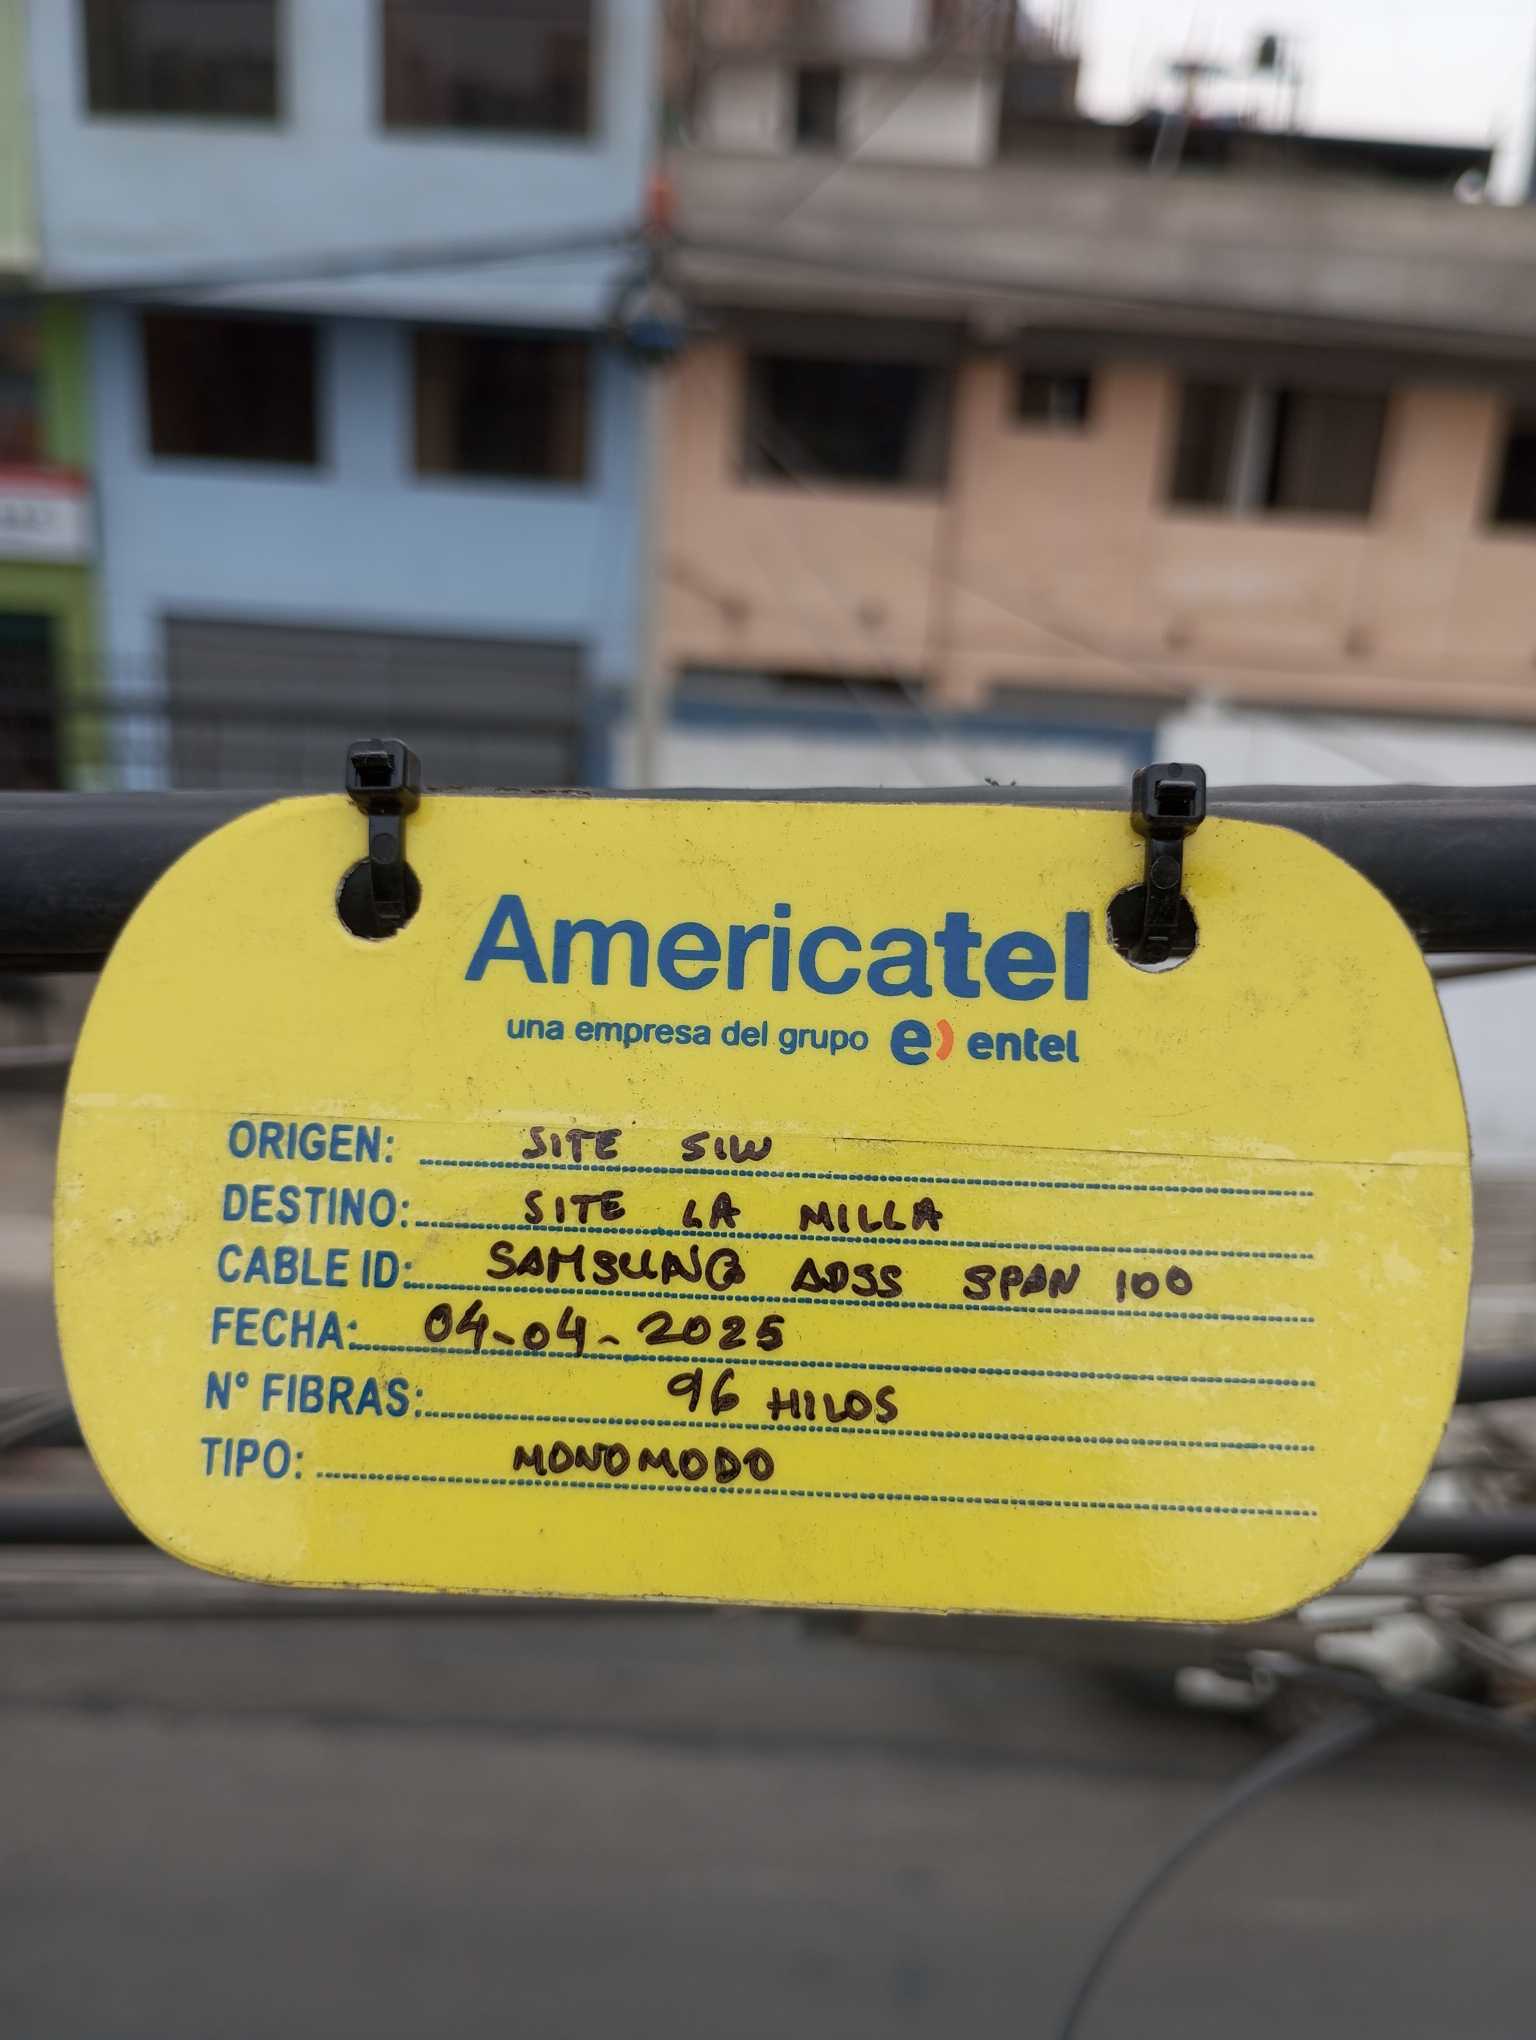 Americatel
una empresa del grupo e) entel
ORIGEN: SITE SIW
DESTINO: SITE LA MILLA
CABLE ID: SAMSUNG ADSS SPAN 100
FECHA: 04-04-2025
N° FIBRAS: 96 HILOS
TIPO: MONOMODO